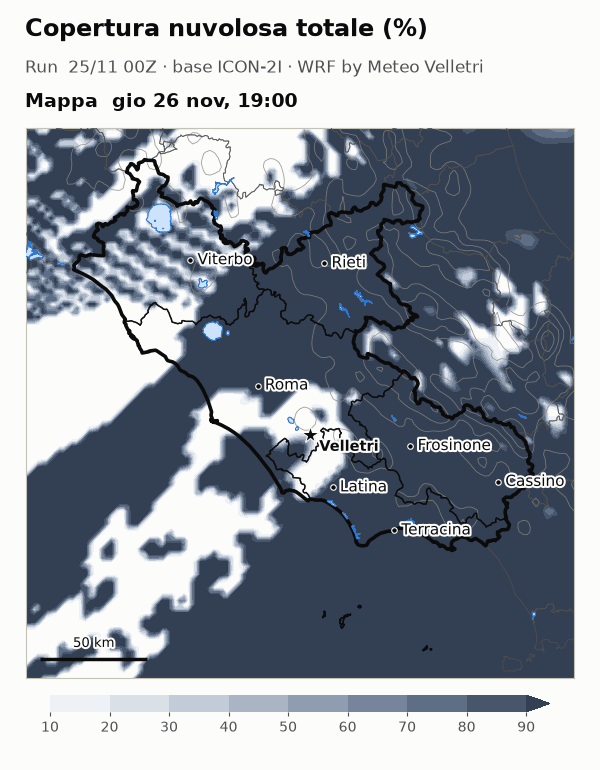 Copertura nuvolosa totale (%)
Run  25/11 00Z · base ICON-2I · WRF by Meteo Velletri
Mappa  gio 26 nov, 19:00
Viterbo
Rieti
Roma
Velletri
Frosinone
Latina
Cassino
Terracina
50 km
10 20 30 40 50 60 70 80 90